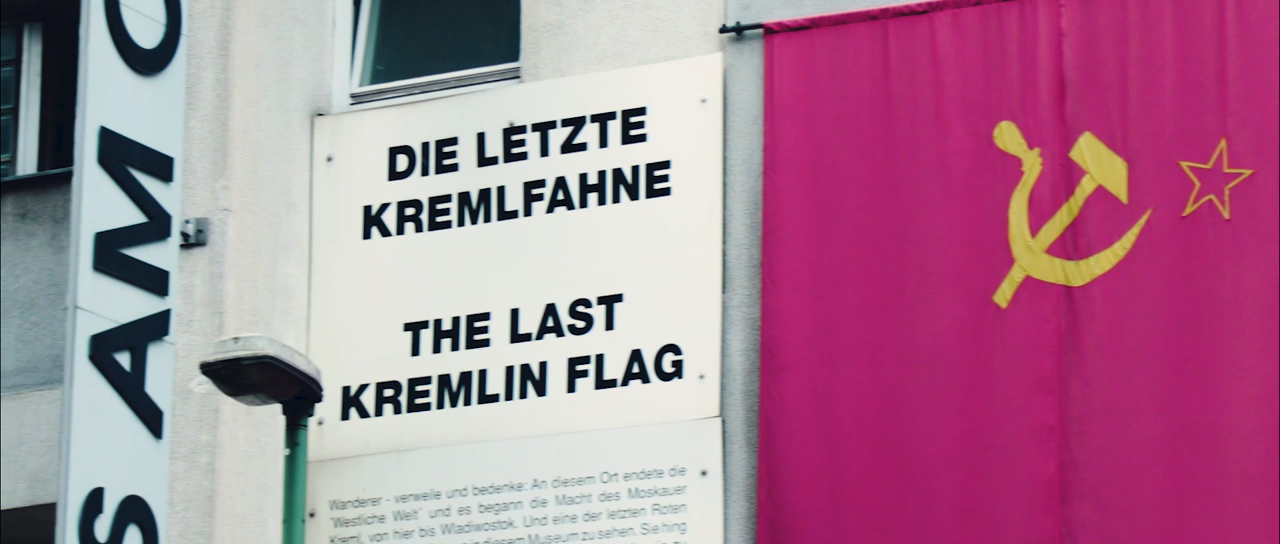 S AM C
DIE LETZTE
KREMLFAHNE
THE LAST
KREMLIN FLAG
Wanderer - verweile und bedenke: An diesem Ort endete die
"Westliche Welt" und es begann die Macht des Moskauer
Kreml, von hier bis Wladiwostok. Und eine der letzten Roten
in diesem Museum zu sehen. Sie hing